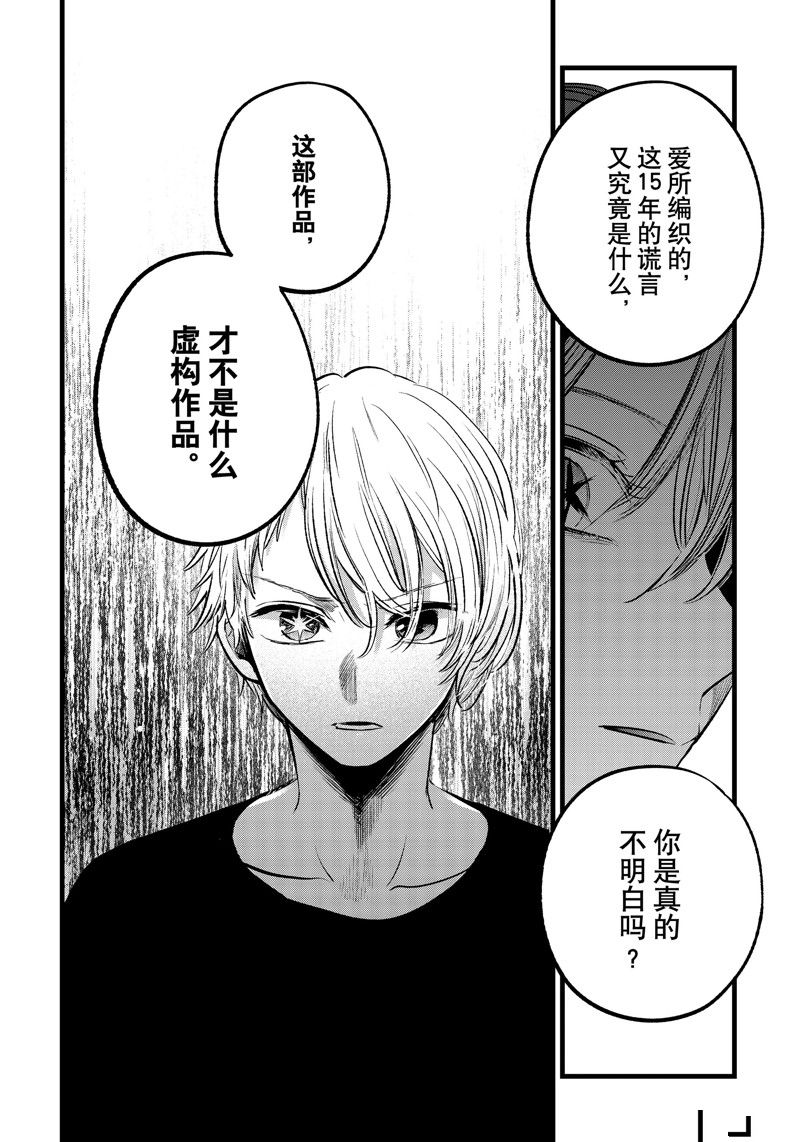 爱所编织的，
这15年的谎言
又究竟是什么，
你是真的
不明白吗？
这部作品，
才不是什么
虚构作品。